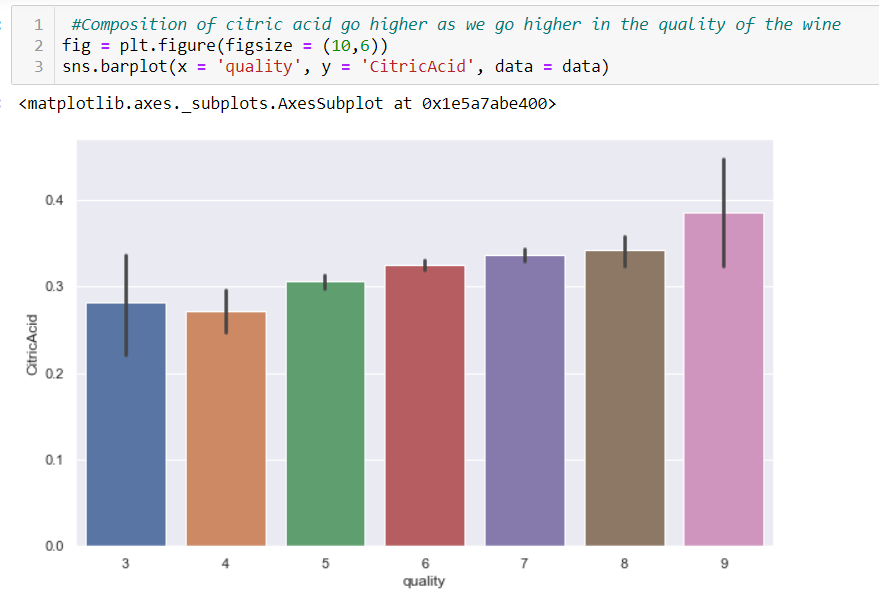 1 #Composition of citric acid go higher as we go higher in the quality of the wine
2 fig = plt.figure(figsize = (10,6))
3 sns.barplot(x = 'quality', y = 'CitricAcid', data = data)
<matplotlib.axes._subplots.AxesSubplot at 0x1e5a7abe400>
0.4
0.3
CitricAcid
0.2
0.1
0.0
3 4 5 6 7 8 9
quality